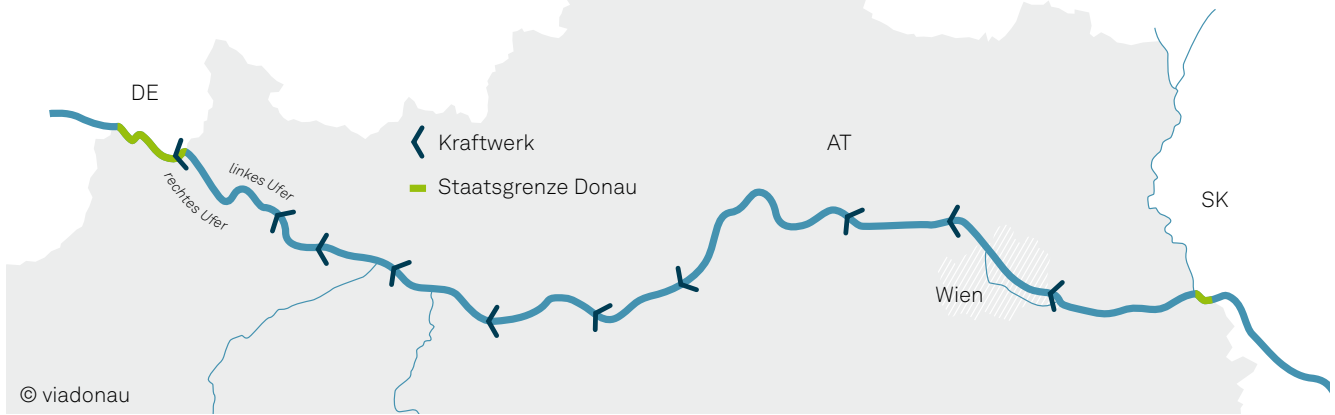 DE
Kraftwerk
AT
linkes Ufer
rechtes Ufer
Staatsgrenze Donau
SK
Wien
© viadonau